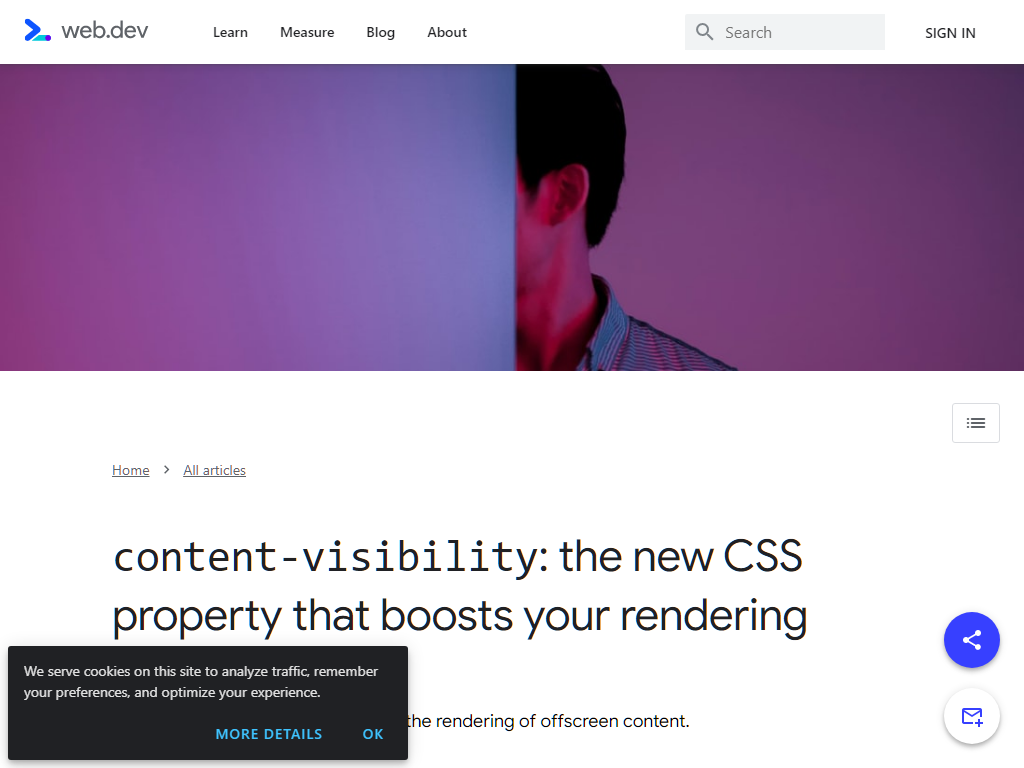 web.dev
Learn
Measure
Blog
About
Search
SIGN IN
Home
All articles
content-visibility: the new CSS
property that boosts your rendering
We serve cookies on this site to analyze traffic, remember
your preferences, and optimize your experience.
the rendering of offscreen content.
MORE DETAILS
OK